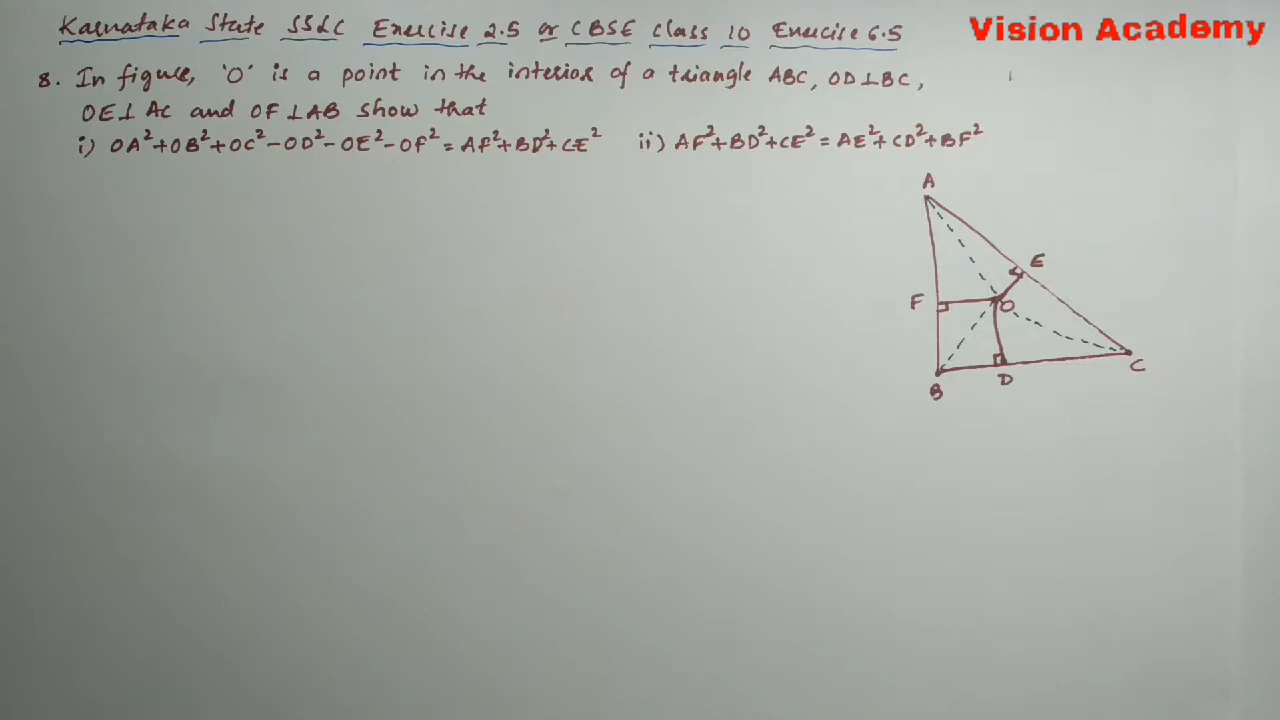 Karnataka State SSLC Exercise 2.5 or CBSE Class 10 Exercise 6.5
Vision Academy
8. In figure, 'O' is a point in the interior of a triangle ABC, OD⊥BC,
OE⊥AC and OF⊥AB show that
i) OA²+OB²+OC²-OD²-OE²-OF²=AF²+BD²+CE² ii) AF²+BD²+CE²=AE²+CD²+BF²
A
E
F
O
C
D
B